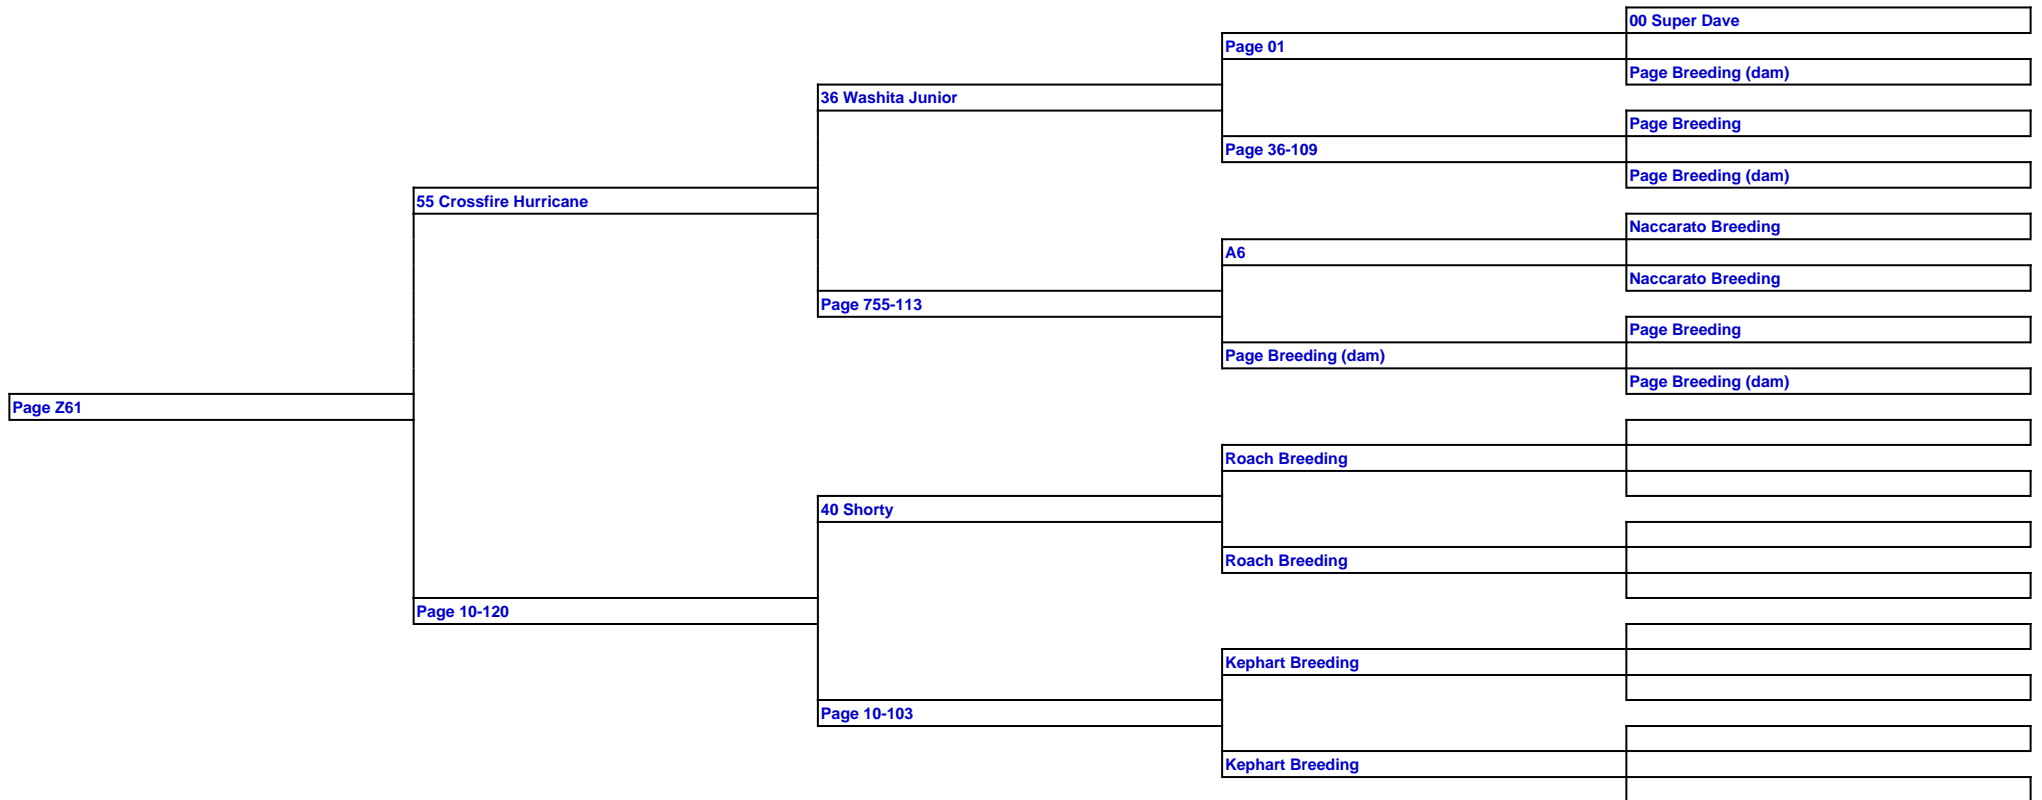 00 Super Dave
Page 01
Page Breeding (dam)
36 Washita Junior
Page Breeding
Page 36-109
Page Breeding (dam)
55 Crossfire Hurricane
Naccarato Breeding
A6
Naccarato Breeding
Page 755-113
Page Breeding
Page Breeding (dam)
Page Breeding (dam)
Page Z61
Roach Breeding
40 Shorty
Roach Breeding
Page 10-120
Kephart Breeding
Page 10-103
Kephart Breeding